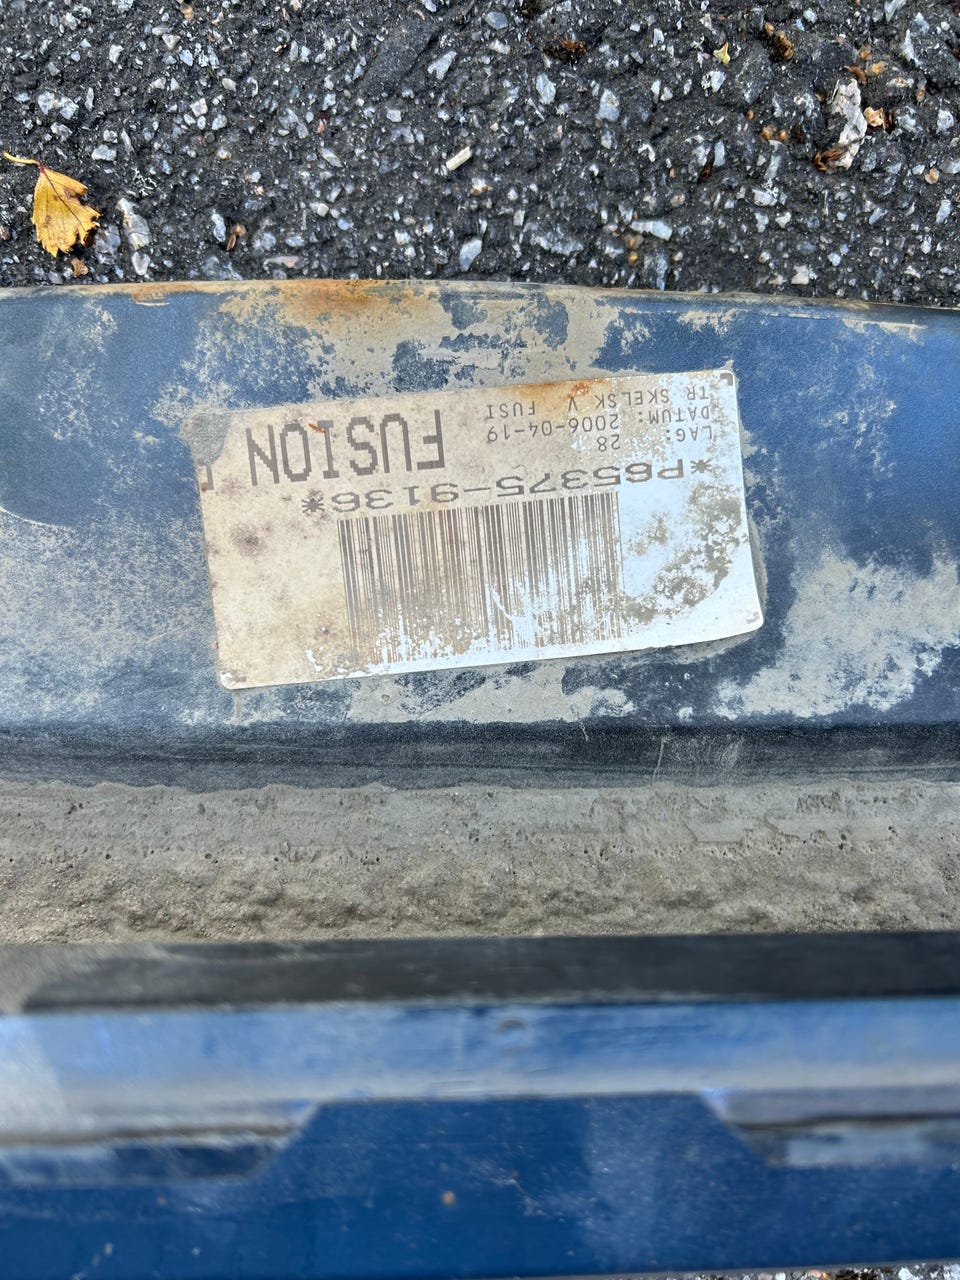 *P65375-9136*
LAG: 28
DATUM: 2006-04-19
TR SKELSK V FUSI
FUSION